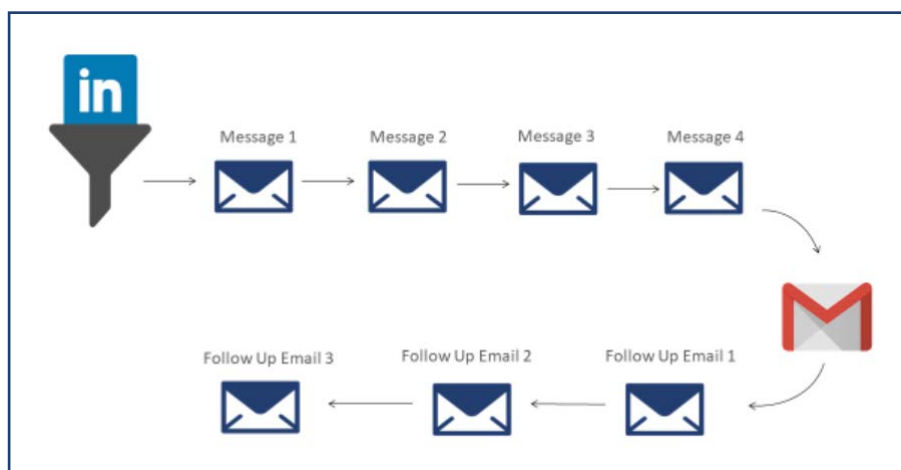 in
Message 1
Message 2
Message 3
Message 4
Follow Up Email 3
Follow Up Email 2
Follow Up Email 1